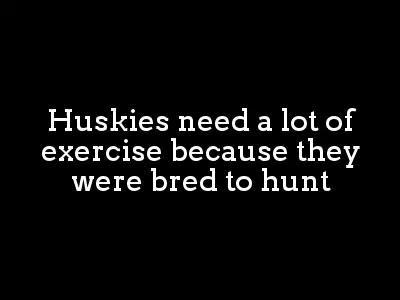 Huskies need a lot of
exercise because they
were bred to hunt